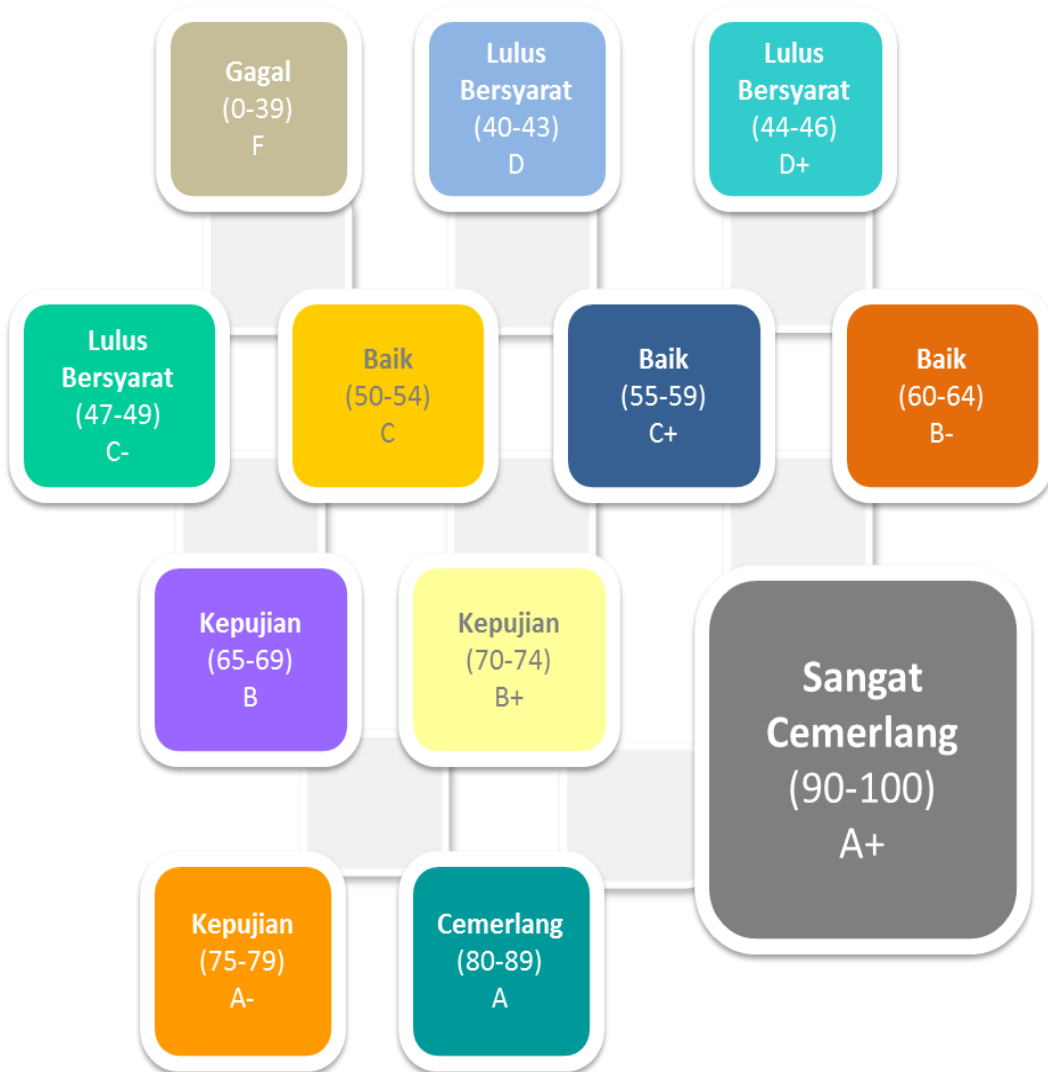 Gagal
(0-39)
F
Lulus
Bersyarat
(40-43)
D
Lulus
Bersyarat
(44-46)
D+
Lulus
Bersyarat
(47-49)
C-
Baik
(50-54)
C
Baik
(55-59)
C+
Baik
(60-64)
B-
Kepujian
(65-69)
B
Kepujian
(70-74)
B+
Sangat
Cemerlang
(90-100)
A+
Kepujian
(75-79)
A-
Cemerlang
(80-89)
A